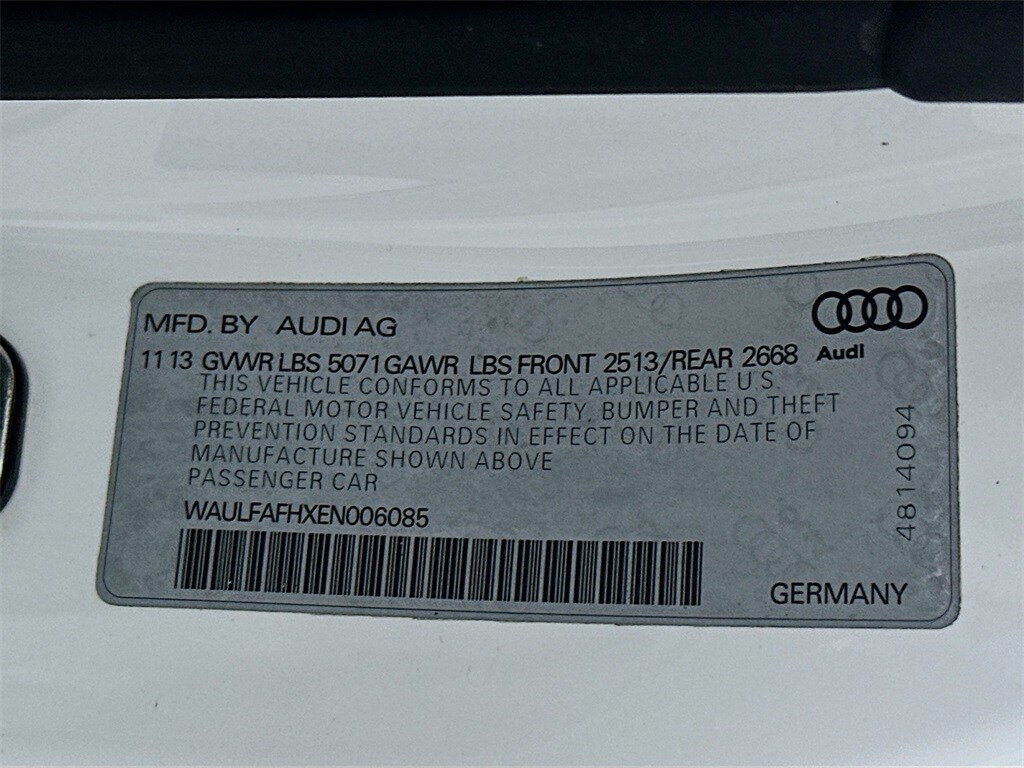 MFD. BY AUDI AG
11 13 GVWR LBS 5071 GAWR LBS FRONT 2513/REAR 2668
Audi
THIS VEHICLE CONFORMS TO ALL APPLICABLE U.S.
FEDERAL MOTOR VEHICLE SAFETY, BUMPER AND THEFT
PREVENTION STANDARDS IN EFFECT ON THE DATE OF
MANUFACTURE SHOWN ABOVE
PASSENGER CAR
WAULFAFHXEN006085
4814094
GERMANY